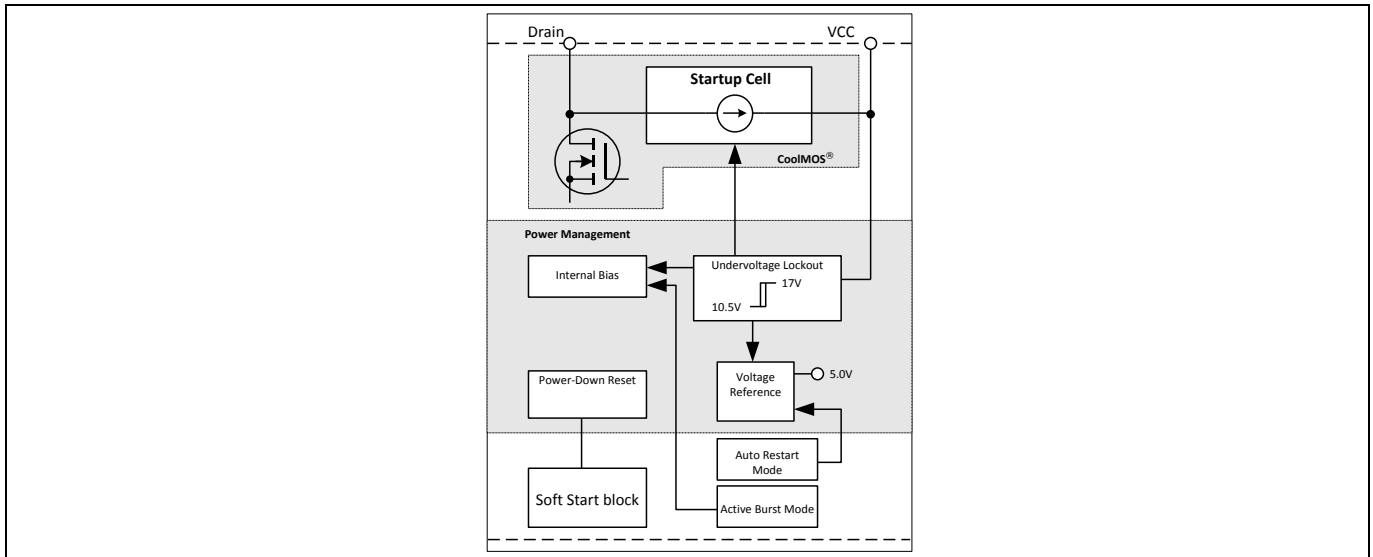 Drain
VCC
Startup Cell
CoolMOS®
Power Management
Internal Bias
Undervoltage Lockout
17V
10.5V
Power-Down Reset
Voltage
Reference
5.0V
Auto Restart
Mode
Soft Start block
Active Burst Mode